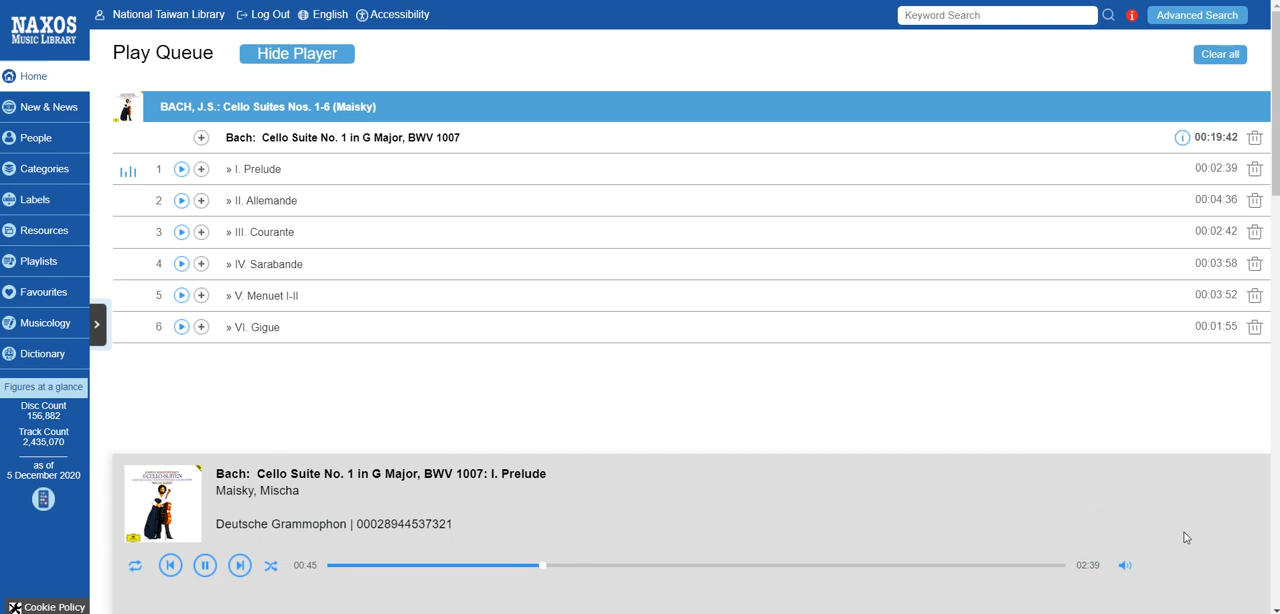 NAXOS
MUSIC LIBRARY
National Taiwan Library Log Out English Accessibility
Keyword Search
Advanced Search
Play Queue
Hide Player
Clear all
Home
New & News
People
Categories
Labels
Resources
Playlists
Favourites
Musicology
Dictionary
Figures at a glance
Disc Count
156,882
Track Count
2,435,070
as of
5 December 2020
Cookie Policy
BACH, J.S.: Cello Suites Nos. 1-6 (Maisky)
Bach: Cello Suite No. 1 in G Major, BWV 1007 00:19:42
1 » I. Prelude 00:02:39
2 » II. Allemande 00:04:36
3 » III. Courante 00:02:42
4 » IV. Sarabande 00:03:58
5 » V. Menuet I-II 00:03:52
6 » VI. Gigue 00:01:55
Bach: Cello Suite No. 1 in G Major, BWV 1007: I. Prelude
Maisky, Mischa
Deutsche Grammophon | 00028944537321
00:45 02:39